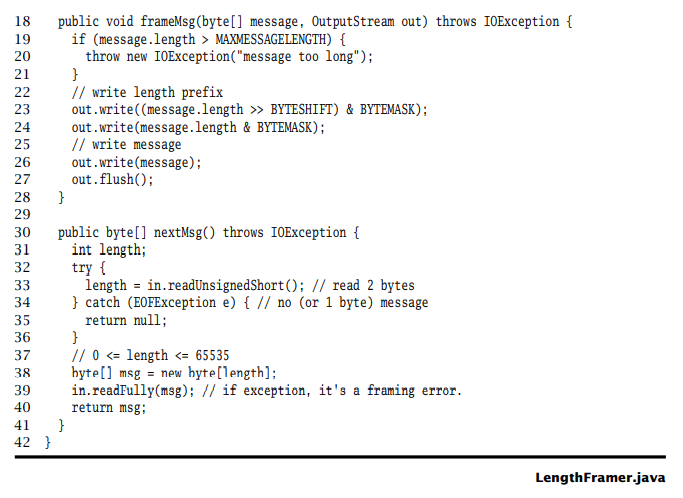 18 public void frameMsg(byte[] message, OutputStream out) throws IOException {
19 if (message.length > MAXMESSAGELENGTH) {
20 throw new IOException("message too long");
21 }
22 // write length prefix
23 out.write((message.length >> BYTESHIFT) & BYTEMASK);
24 out.write(message.length & BYTEMASK);
25 // write message
26 out.write(message);
27 out.flush();
28 }
29
30 public byte[] nextMsg() throws IOException {
31 int length;
32 try {
33 length = in.readUnsignedShort(); // read 2 bytes
34 } catch (EOFException e) { // no (or 1 byte) message
35 return null;
36 }
37 // 0 <= length <= 65535
38 byte[] msg = new byte[length];
39 in.readFully(msg); // if exception, it's a framing error.
40 return msg;
41 }
42 }
LengthFramer.java